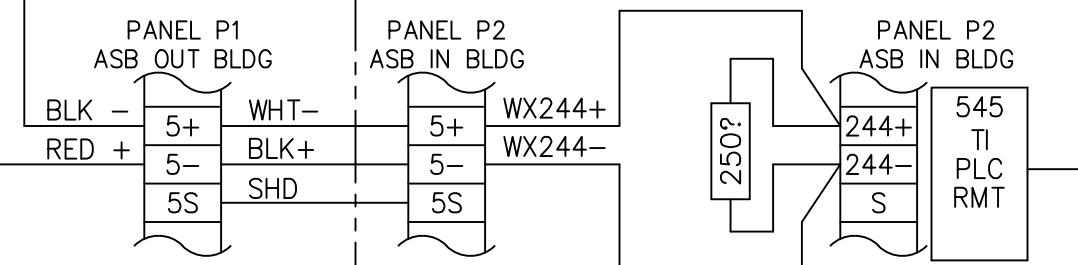 PANEL P1
ASB OUT BLDG
PANEL P2
ASB IN BLDG
PANEL P2
ASB IN BLDG
BLK -
5+
WHT-
5+
WX244+
RED +
5-
BLK+
5-
WX244-
5S
SHD
5S
250?
244+
244-
S
545
TI
PLC
RMT